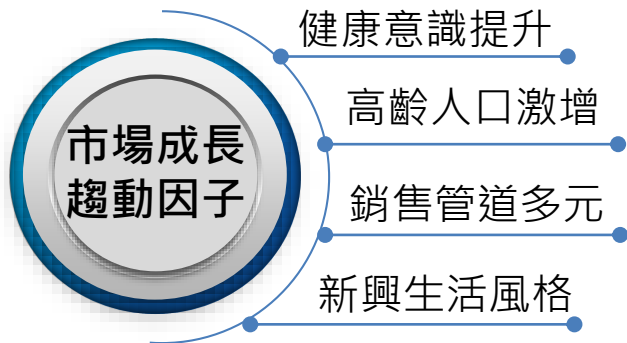 市場成長
趨動因子
健康意識提升
高齡人口激增
銷售管道多元
新興生活風格